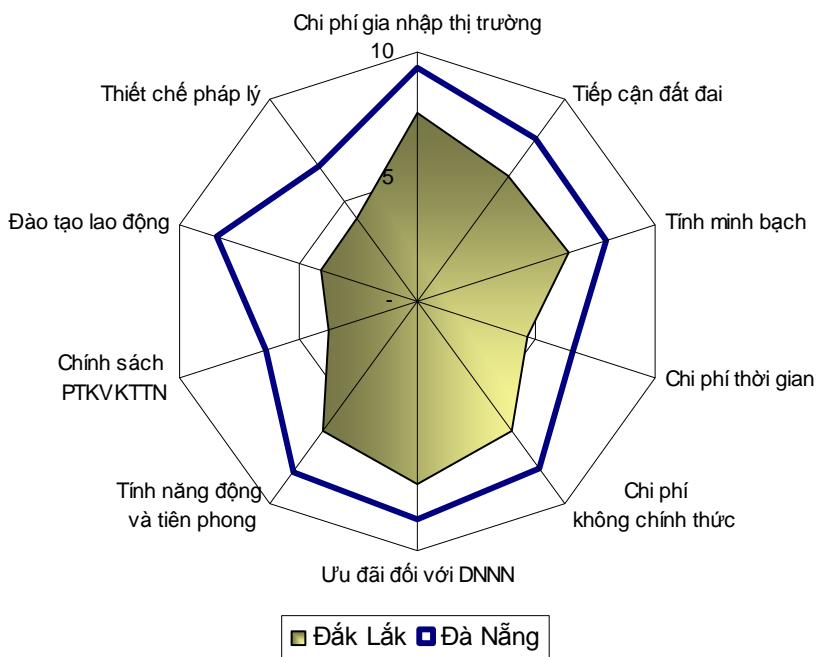 Chi phí gia nhập thị trường
10
Thiết chế pháp lý
Tiếp cận đất đai
5
Đào tạo lao động
Tính minh bạch
-
Chính sách
PTKVKTTN
Chi phí thời gian
Tính năng động
và tiên phong
Chi phí
không chính thức
Ưu đãi đối với DNNN
Đắk Lắk Đà Nẵng